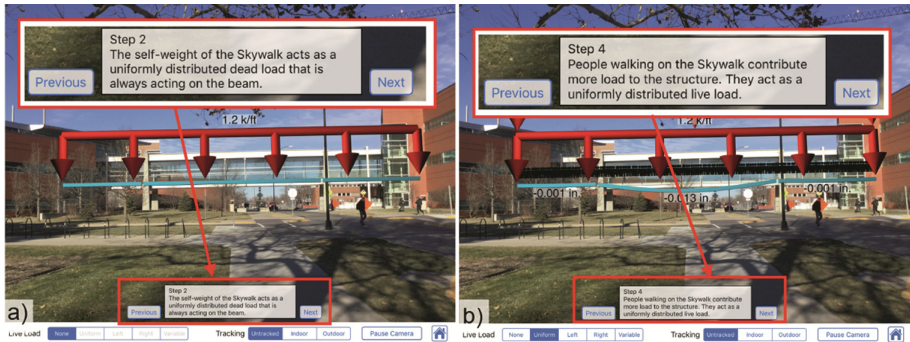 Step 2
The self-weight of the Skywalk acts as a
uniformly distributed dead load that is
always acting on the beam.
Previous
Next
1.2 k/ft
Step 2
The self-weight of the Skywalk acts as a
uniformly distributed dead load that is
always acting on the beam.
Previous
Next
a)
Live Load None Uniform Left Right Variable Tracking Untracked Indoor Outdoor Pause Camera
Step 4
People walking on the Skywalk contribute
more load to the structure. They act as a
uniformly distributed live load.
Previous
Next
1.2 k/ft
-0.001 in.
-0.013 in.
-0.001 in.
Step 4
People walking on the Skywalk contribute
more load to the structure. They act as a
uniformly distributed live load.
Previous
Next
b)
Live Load None Uniform Left Right Variable Tracking Untracked Indoor Outdoor Pause Camera